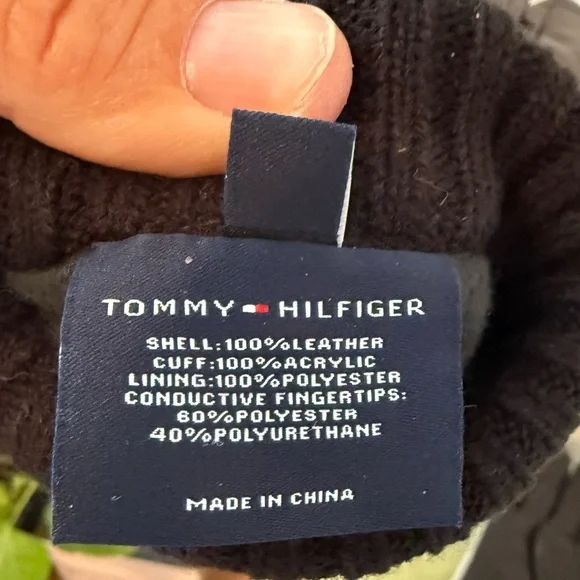 TOMMY HILFIGER
SHELL:100%LEATHER
CUFF:100%ACRYLIC
LINING:100%POLYESTER
CONDUCTIVE FINGERTIPS:
60%POLYESTER
40%POLYURETHANE
MADE IN CHINA